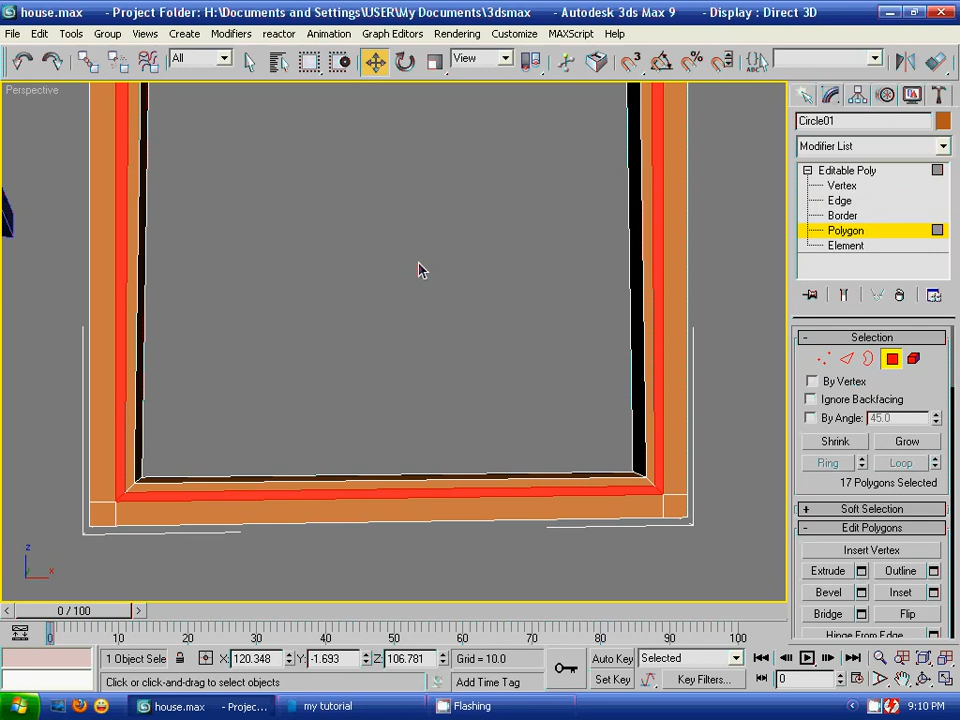 house.max - Project Folder: H:\Documents and Settings\USER\My Documents\3dsmax - Autodesk 3ds Max 9 - Display : Direct 3D
File Edit Tools Group Views Create Modifiers reactor Animation Graph Editors Rendering Customize MAXScript Help
All
View
Perspective
Circle01
Modifier List
Editable Poly
Vertex
Edge
Border
Polygon
Element
Selection
By Vertex
Ignore Backfacing
By Angle: 45.0
Shrink Grow
Ring Loop
17 Polygons Selected
Soft Selection
Edit Polygons
Insert Vertex
Extrude Outline
Bevel Inset
Bridge Flip
Hinge From Edge
z
x
0 / 100
0 10 20 30 40 50 60 70 80 90 100
1 Object Sele X: 120.348 Y: -1.693 Z: 106.781 Grid = 10.0 Auto Key Selected
Click or click-and-drag to select objects Add Time Tag Set Key Key Filters... 0
start house.max - Projec... my tutorial Flashing 9:10 PM